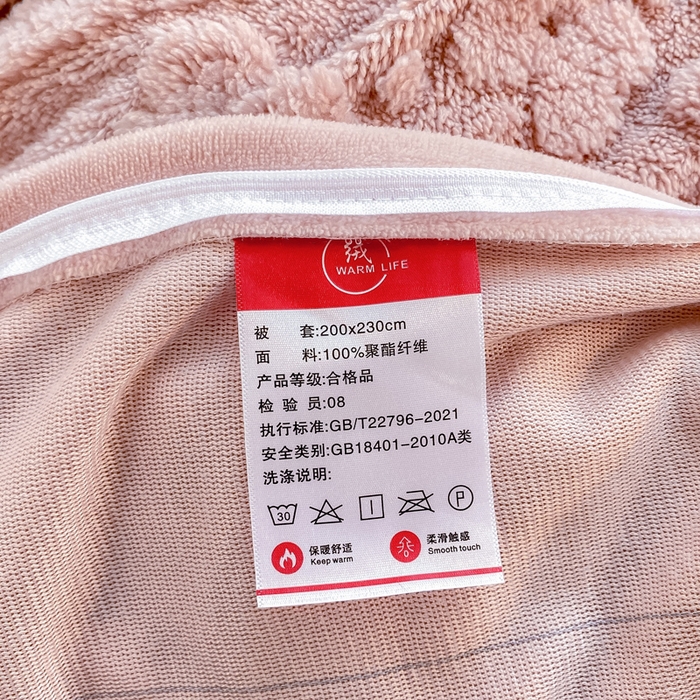 WARM LIFE
被 套:200x230cm
面 料:100%聚酯纤维
产品等级:合格品
检 验 员:08
执行标准:GB/T22796-2021
安全类别:GB18401-2010A类
洗涤说明:
30 P
保暖舒适
Keep warm
柔滑触感
Smooth touch